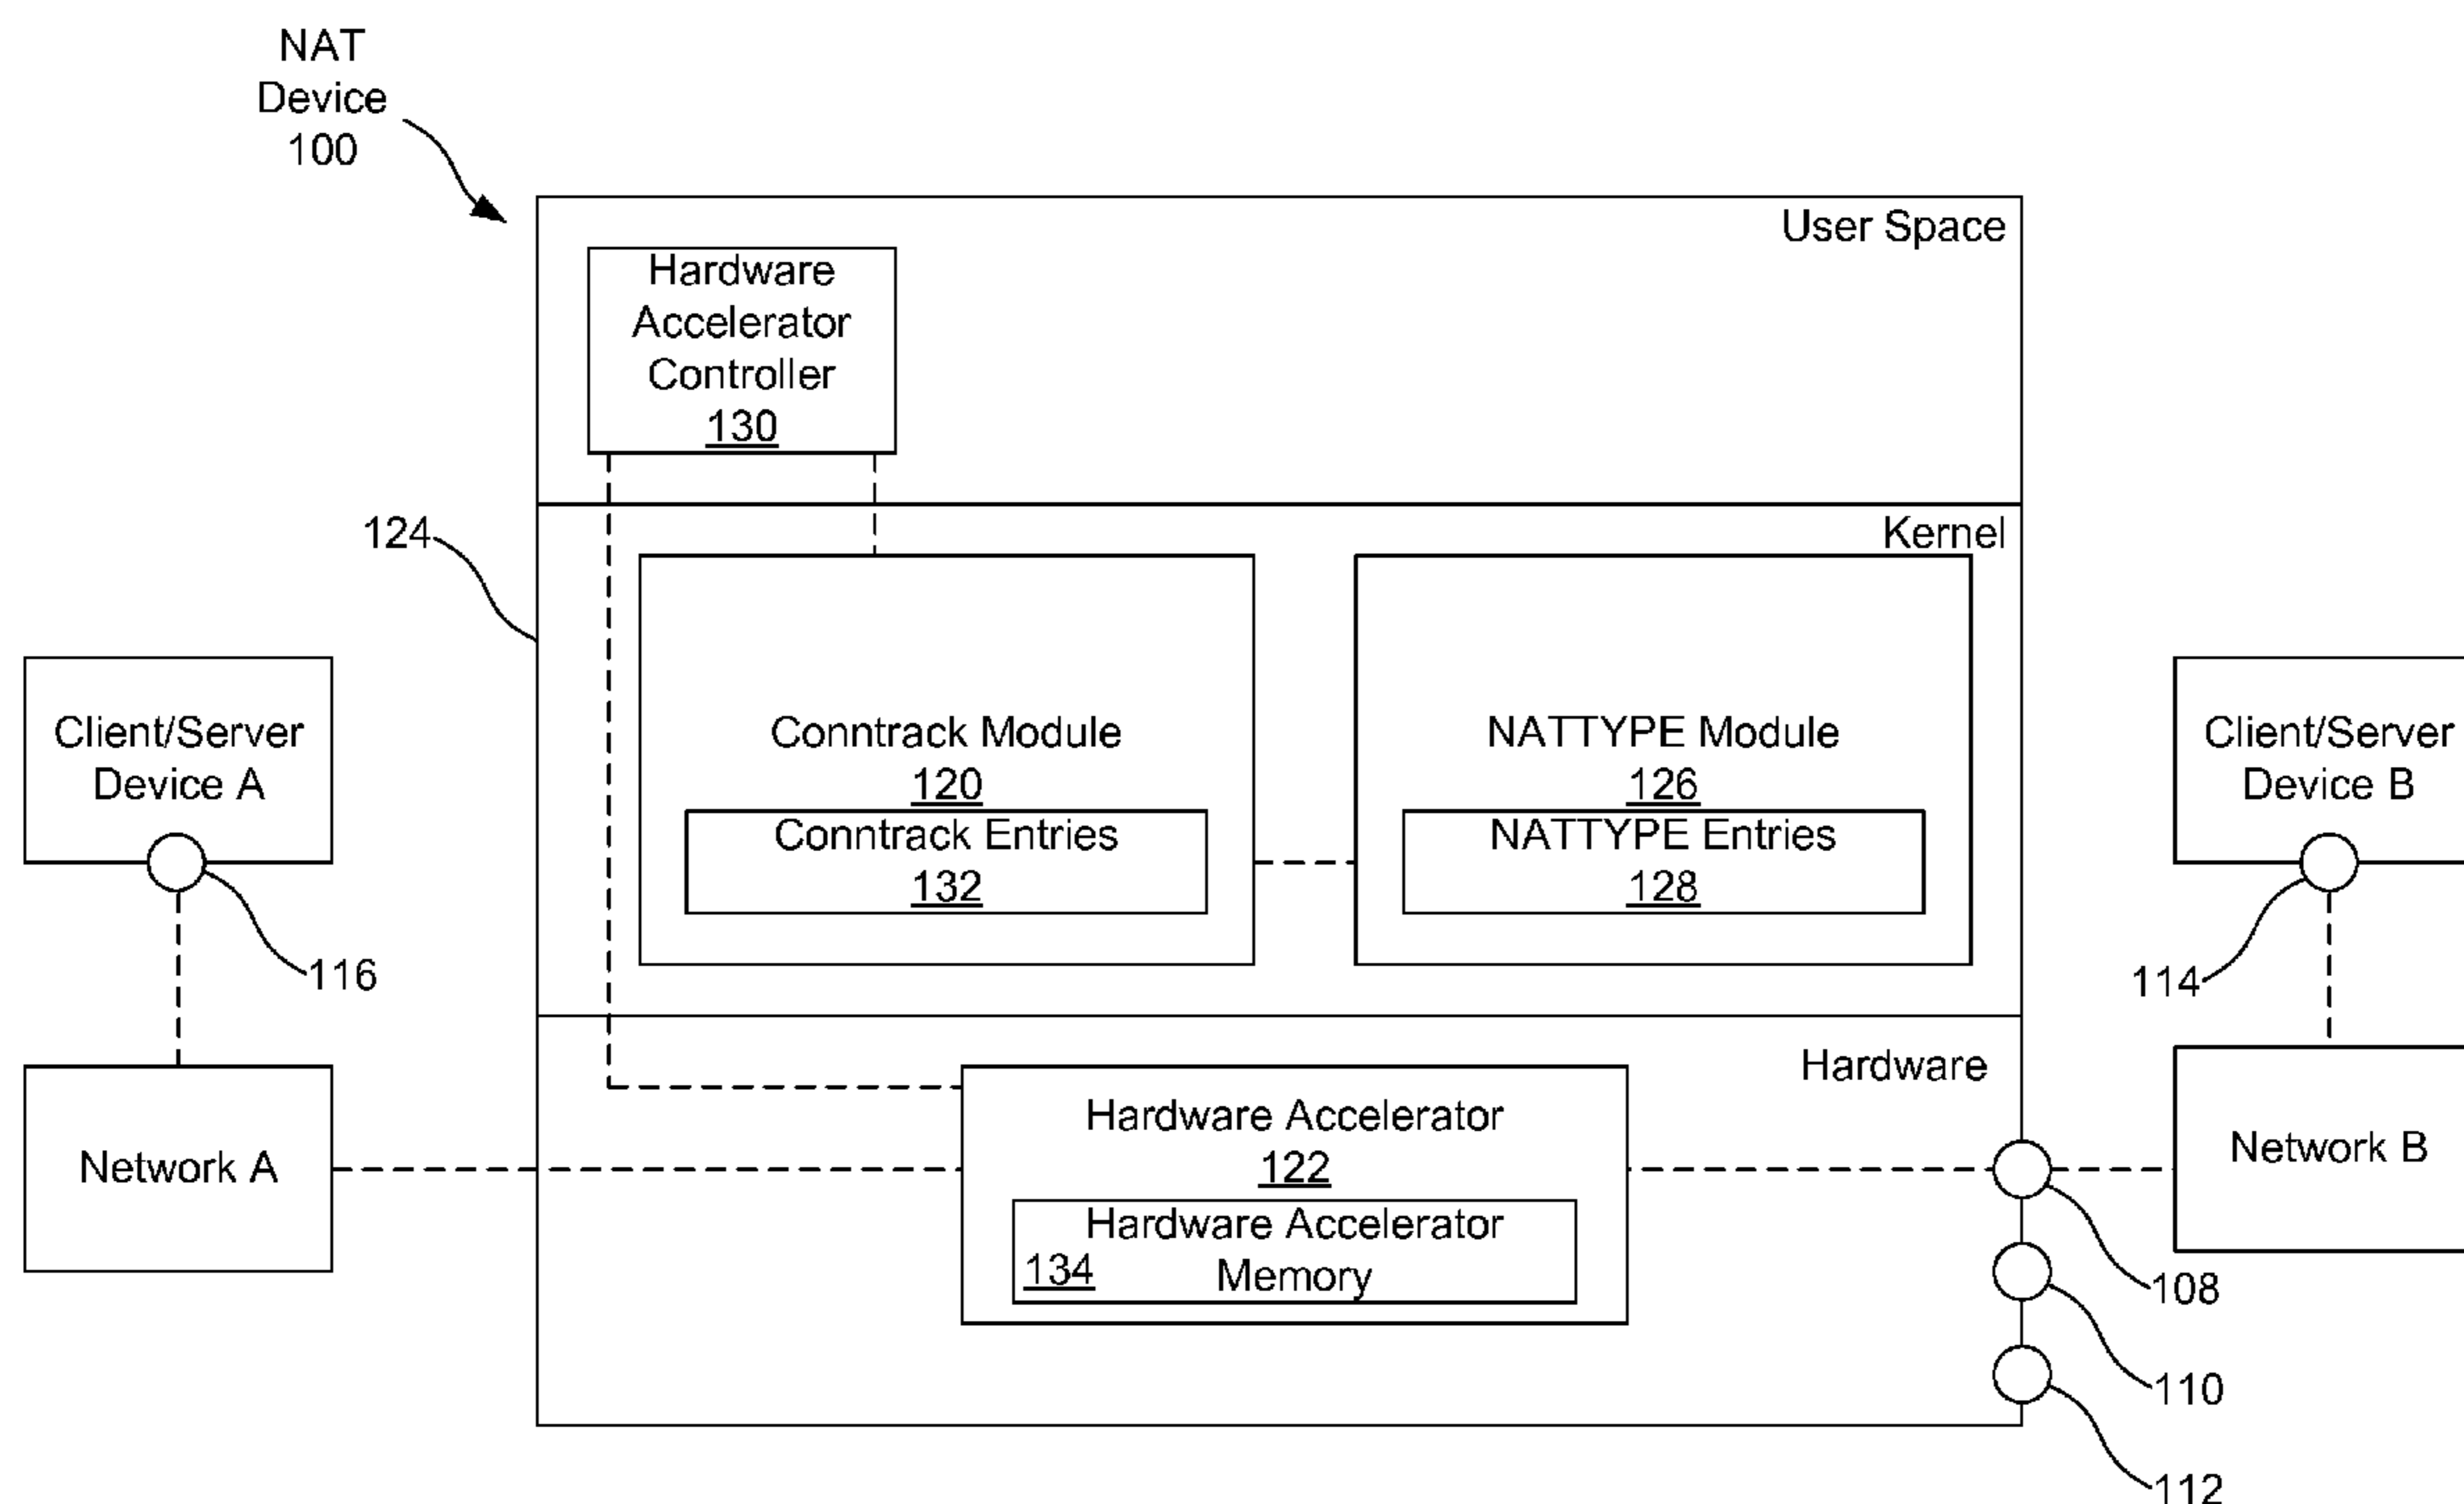 NAT
Device
100
User Space
Hardware
Accelerator
Controller
130
124
Kernel
Client/Server
Device A
Conntrack Module
120
Conntrack Entries
132
NATTYPE Module
126
NATTYPE Entries
128
Client/Server
Device B
116
114
Hardware
Network A
Hardware Accelerator
122
Hardware Accelerator
134 Memory
Network B
108
110
112